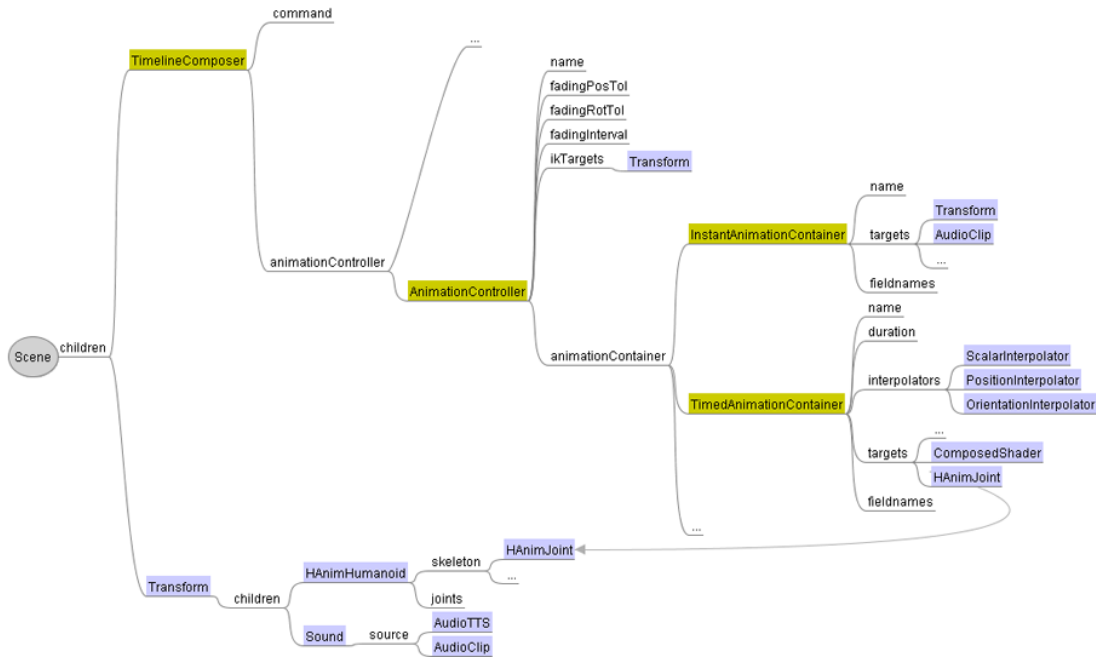 Scene
children
TimelineComposer
command
animationController
...
AnimationController
name
fadingPosTol
fadingRotTol
fadingInterval
ikTargets
Transform
animationContainer
InstantAnimationContainer
name
targets
Transform
AudioClip
...
fieldnames
TimedAnimationContainer
name
duration
interpolators
ScalarInterpolator
PositionInterpolator
OrientationInterpolator
targets
...
ComposedShader
HAnimJoint
fieldnames
...
Transform
children
HAnimHumanoid
skeleton
HAnimJoint
...
joints
Sound
source
AudioTTS
AudioClip